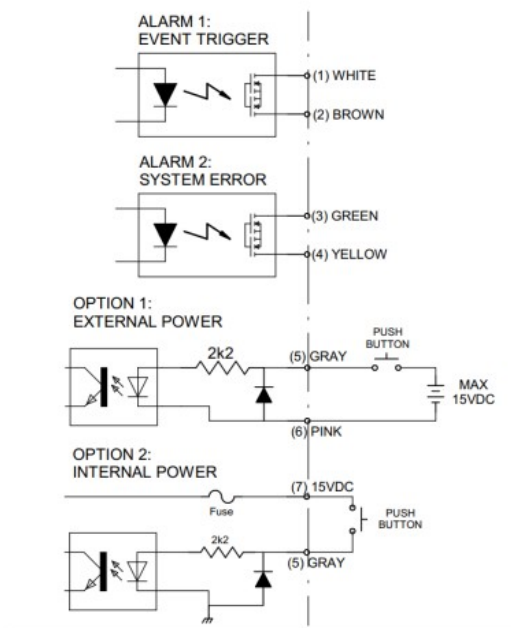 ALARM 1:
EVENT TRIGGER
(1) WHITE
(2) BROWN
ALARM 2:
SYSTEM ERROR
(3) GREEN
(4) YELLOW
OPTION 1:
EXTERNAL POWER
PUSH
BUTTON
2k2
(5) GRAY
MAX
15VDC
(6) PINK
OPTION 2:
INTERNAL POWER
(7) 15VDC
Fuse
PUSH
BUTTON
2k2
(5) GRAY